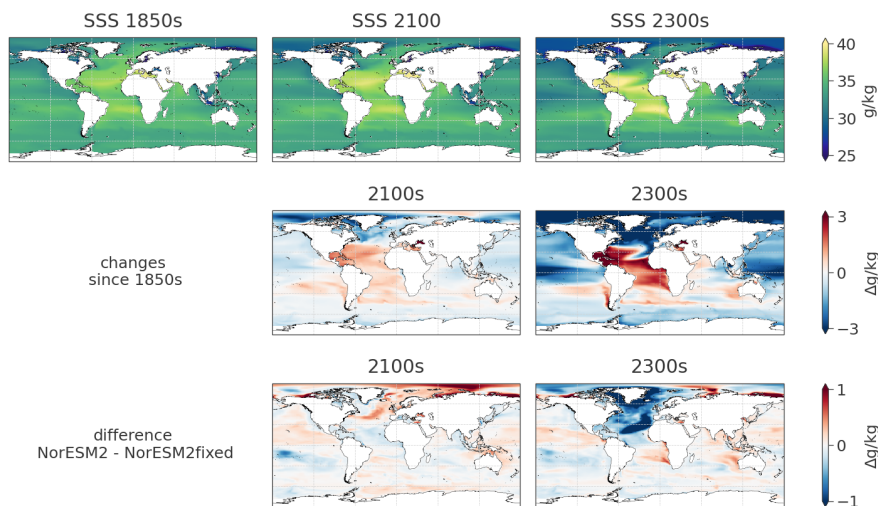 SSS 1850s
SSS 2100
SSS 2300s
40
35
30
25
g/kg
2100s
2300s
changes
since 1850s
3
0
−3
Δg/kg
2100s
2300s
difference
NorESM2 - NorESM2fixed
1
0
−1
Δg/kg